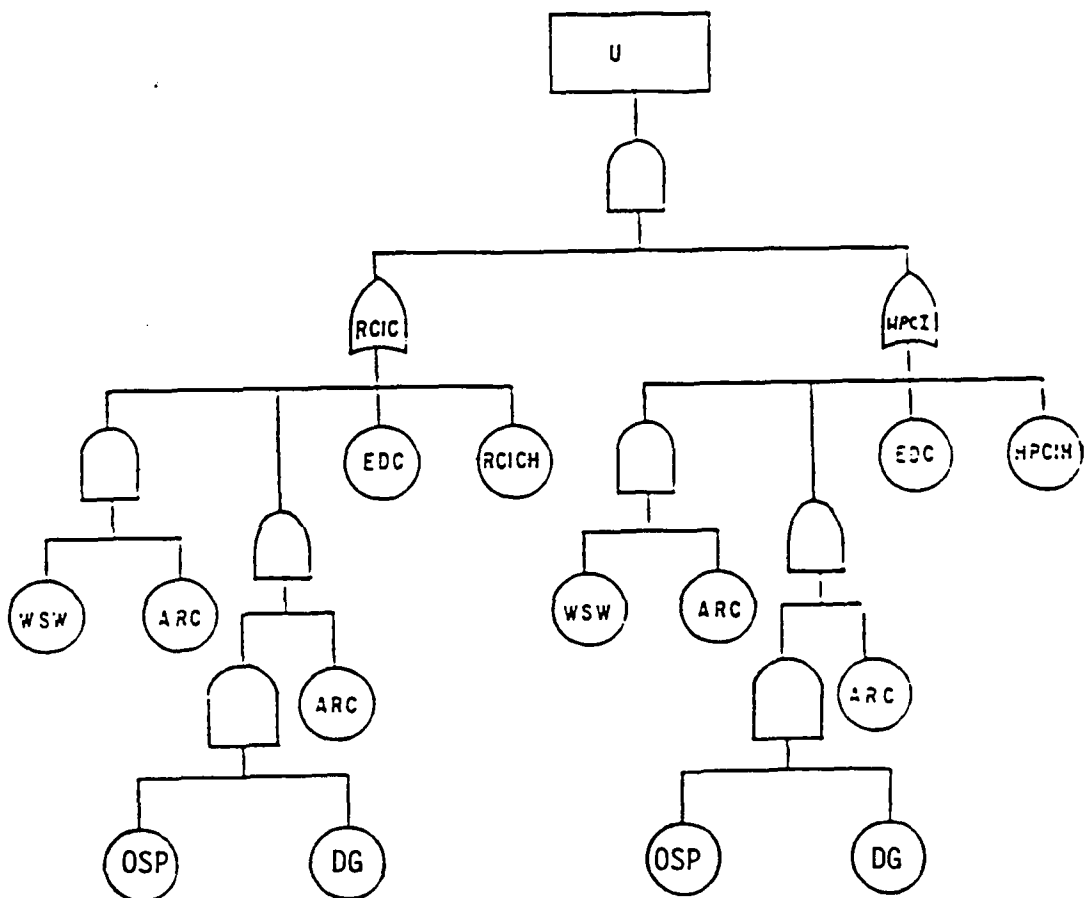 U
RCIC
HPCI
EDC
RCICH
EDC
HPCIH
WSW
ARC
WSW
ARC
ARC
ARC
OSP
DG
OSP
DG